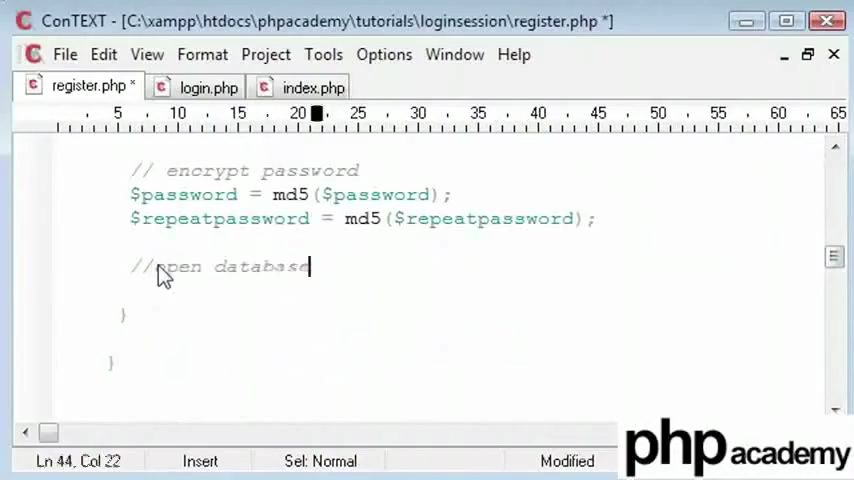 ConTEXT - [C:\xampp\htdocs\phpacademy\tutorials\loginsession\register.php *]
File Edit View Format Project Tools Options Window Help
register.php * login.php index.php
5 10 15 20 25 30 35 40 45 50 55 60 65
// encrypt password
$password = md5($password);
$repeatpassword = md5($repeatpassword);
//open database
}
}
php academy
Ln 44, Col 22 Insert Sel: Normal Modified